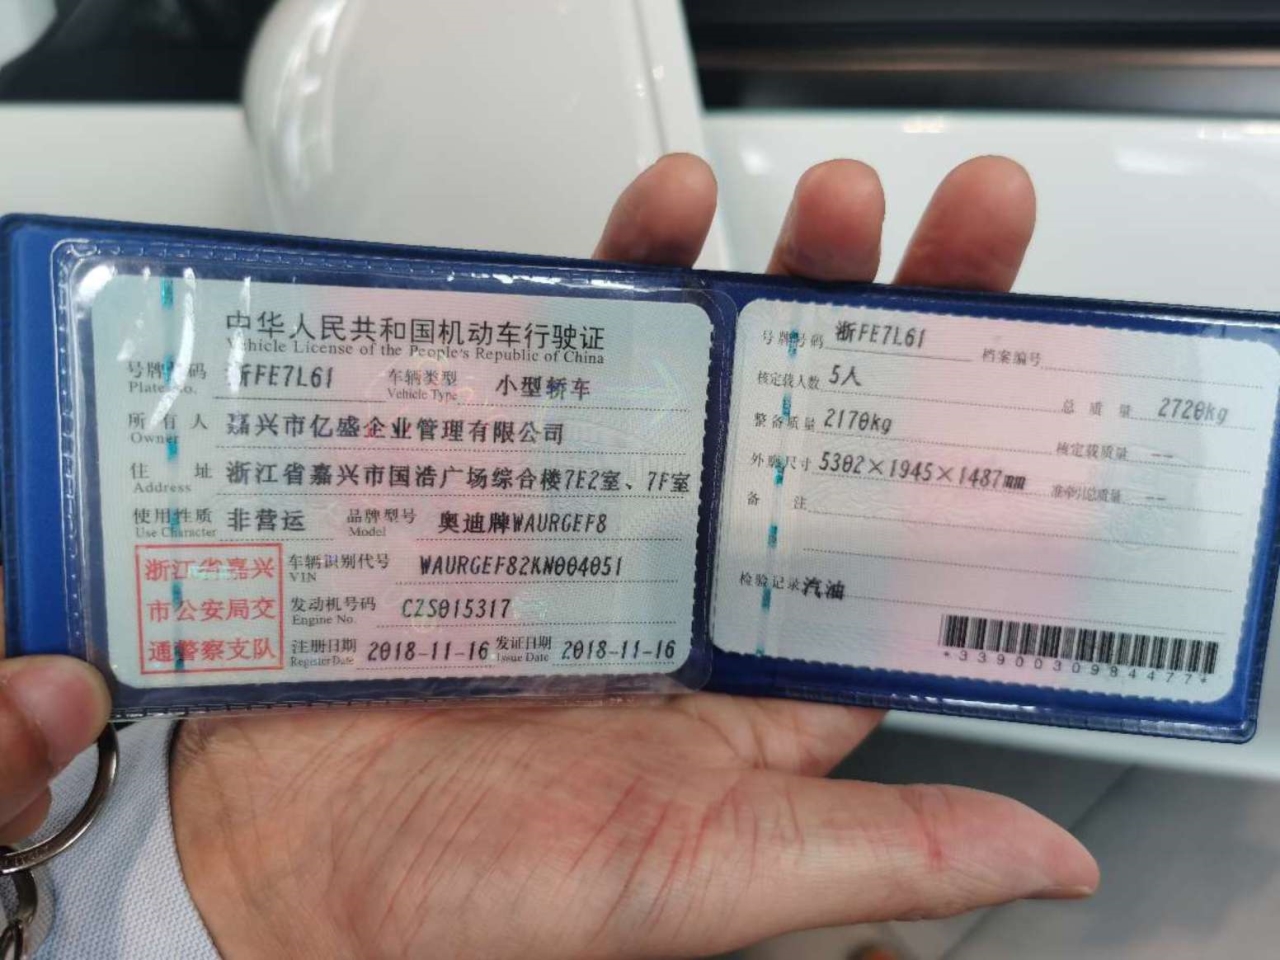 中华人民共和国机动车行驶证
Vehicle License of the People's Republic of China
号牌号码 浙FE7L61 车辆类型 小型轿车
Plate No. Vehicle Type
所有人 嘉兴市亿盛企业管理有限公司
Owner
住址 浙江省嘉兴市国浩广场综合楼7E2室、7F室
Address
使用性质 非营运 品牌型号 奥迪牌WAURGEF8
Use Character Model
浙江省嘉兴
市公安局交
通警察支队
车辆识别代号 WAURGEF82KN004051
VIN
发动机号码 CZS015317
Engine No.
注册日期 2018-11-16 发证日期 2018-11-16
Register Date Issue Date
号牌号码 浙FE7L61 档案编号
核定载人数 5人 总质量 2720kg
整备质量 2170kg 核定载质量 --
外廓尺寸 5302×1945×1487mm 准牵引总质量 --
备注
检验记录 汽油
*3390030984477*